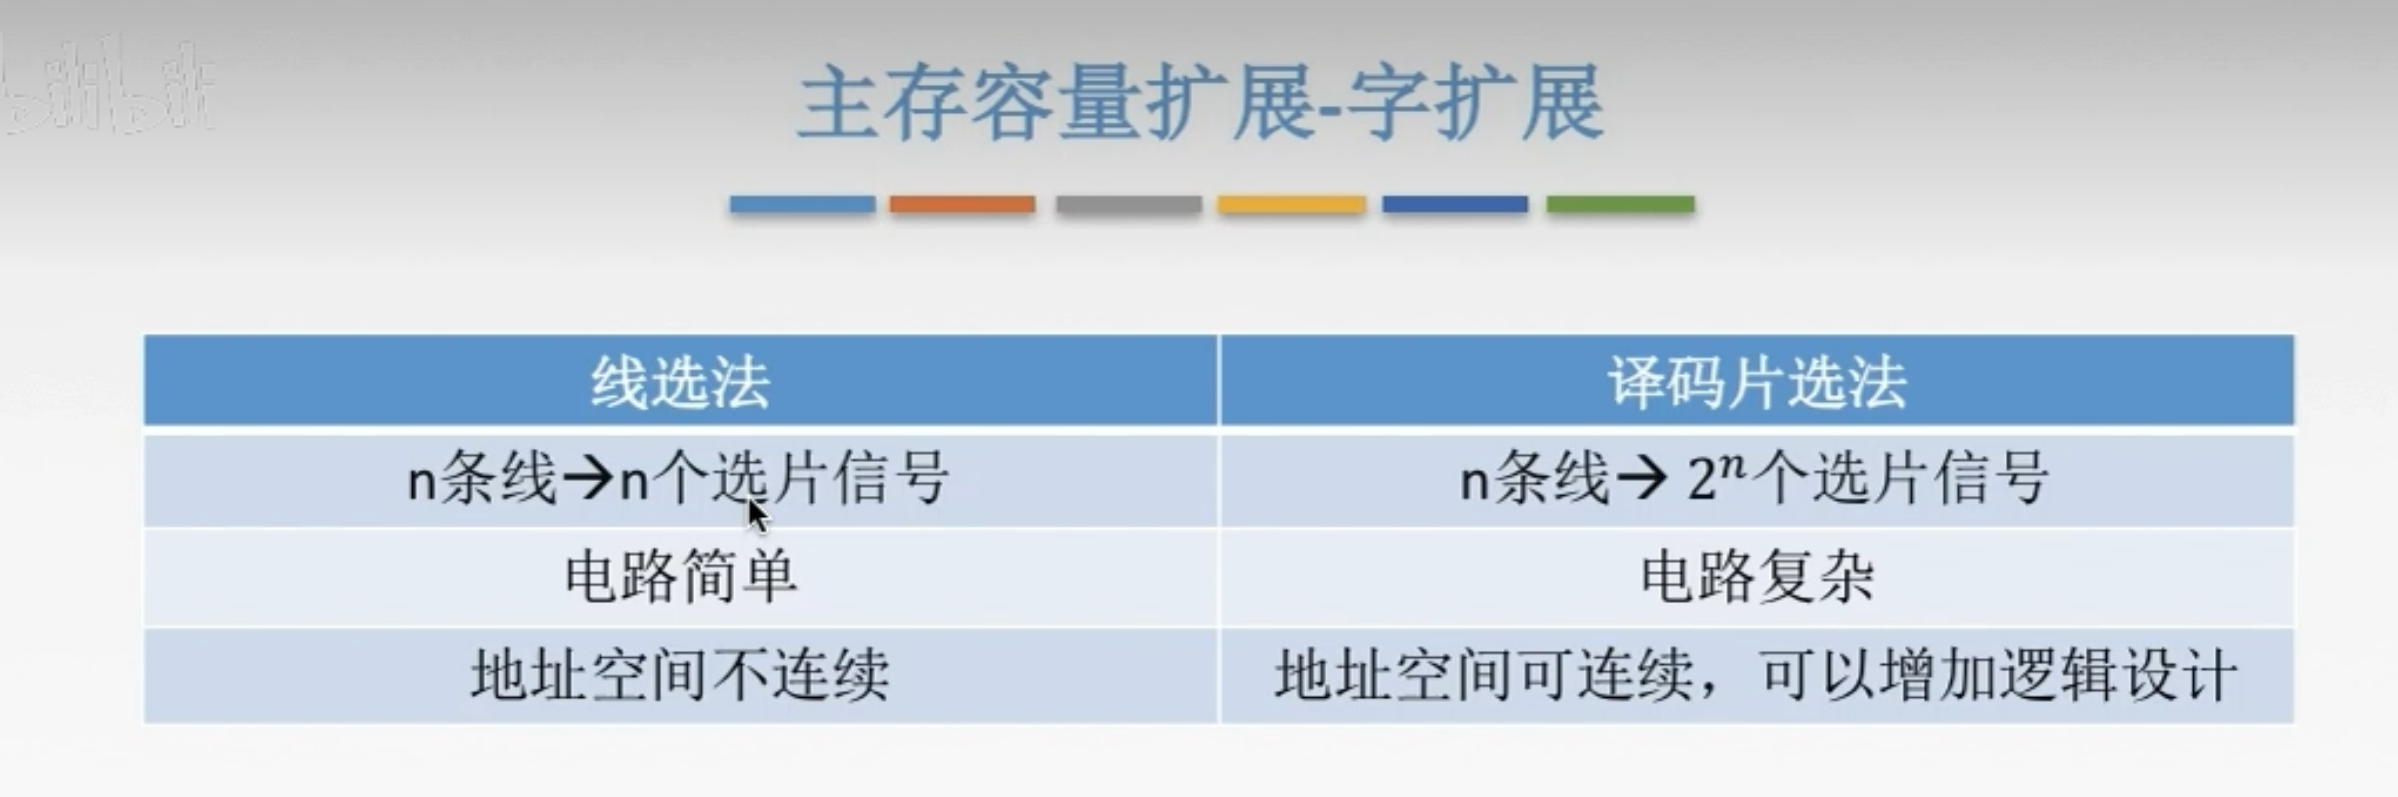 bilibili
主存容量扩展-字扩展
线选法
译码片选法
n条线→n个选片信号
n条线→ 2ⁿ个选片信号
电路简单
电路复杂
地址空间不连续
地址空间可连续，可以增加逻辑设计